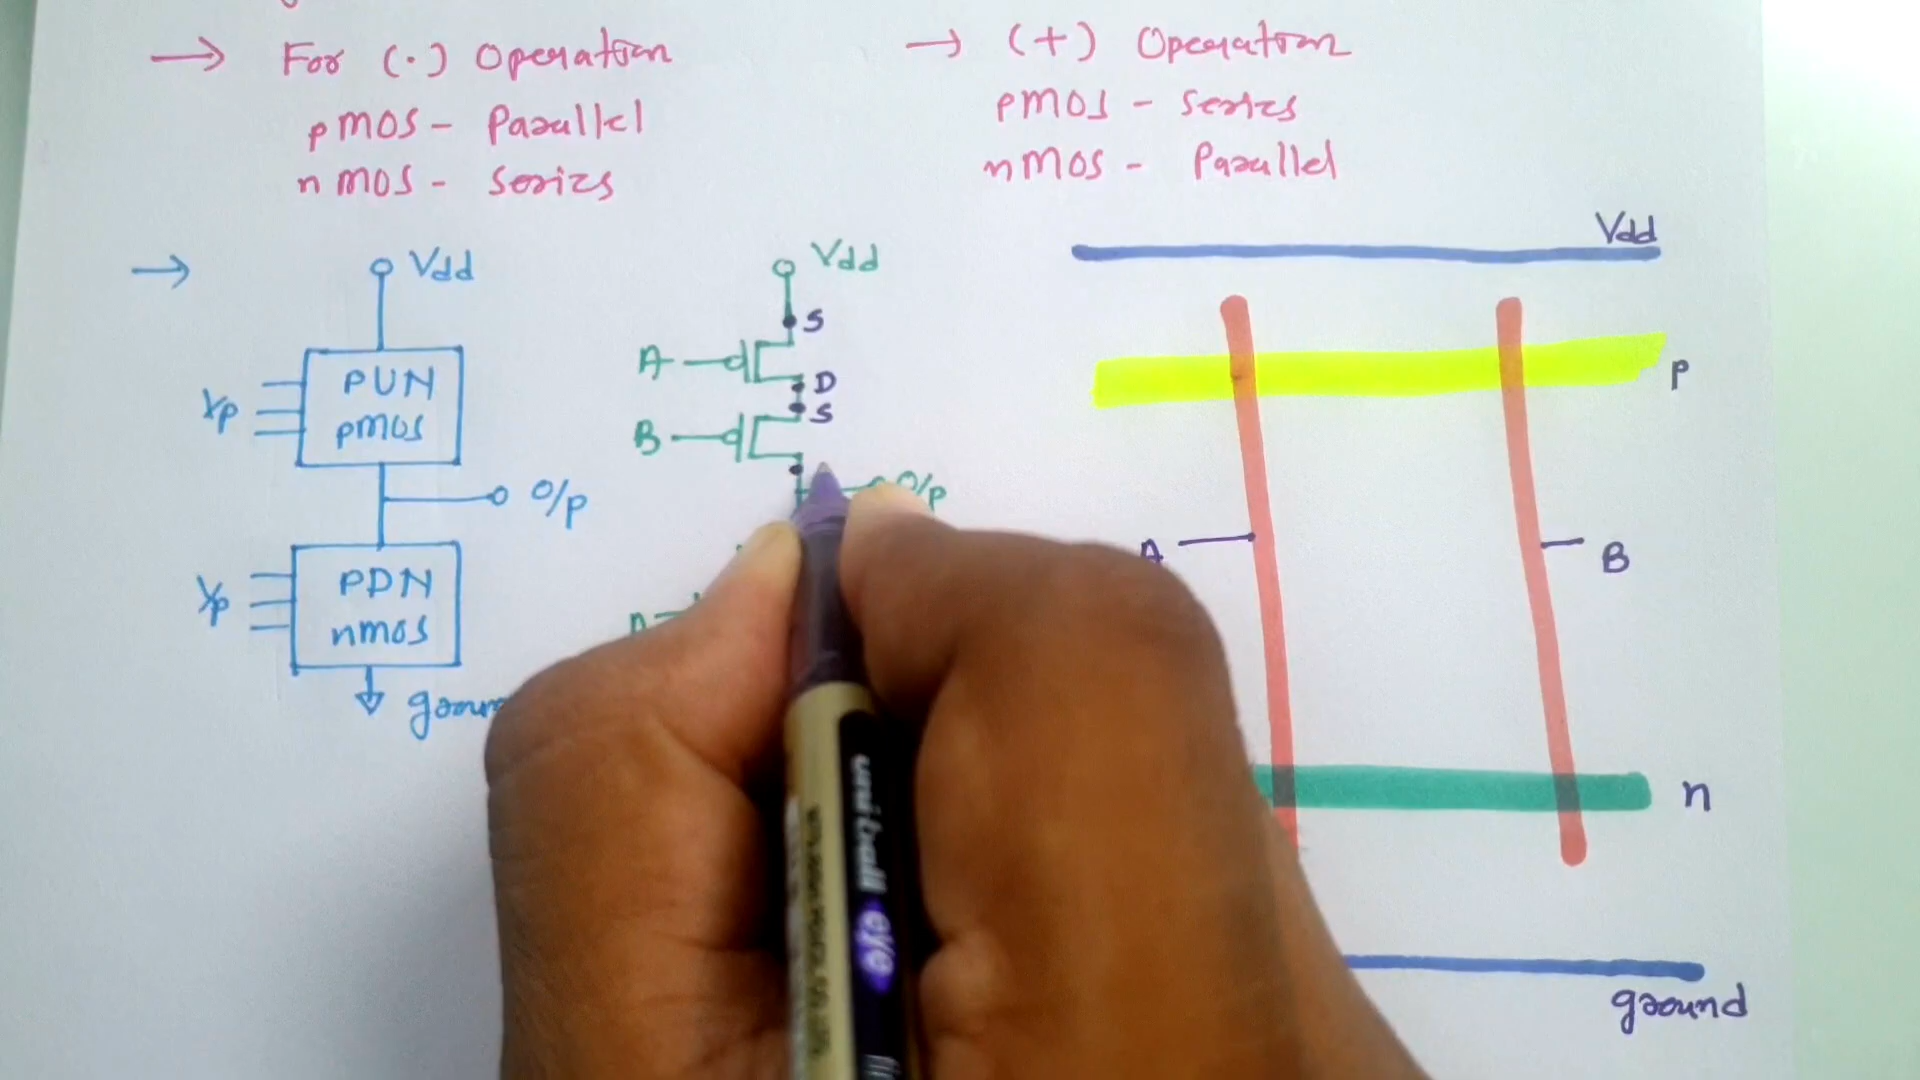 → For (·) Operation
pMOS - Parallel
nMOS - Series
→ (+) Operation
pMOS - Series
nMOS - Parallel
→
Vdd
PUN
pMOS
I/p
O/p
PDN
nMOS
I/p
Vdd
S
A
D
S
B
O/p
Vdd
P
A
B
n
ground
uni-ball eye